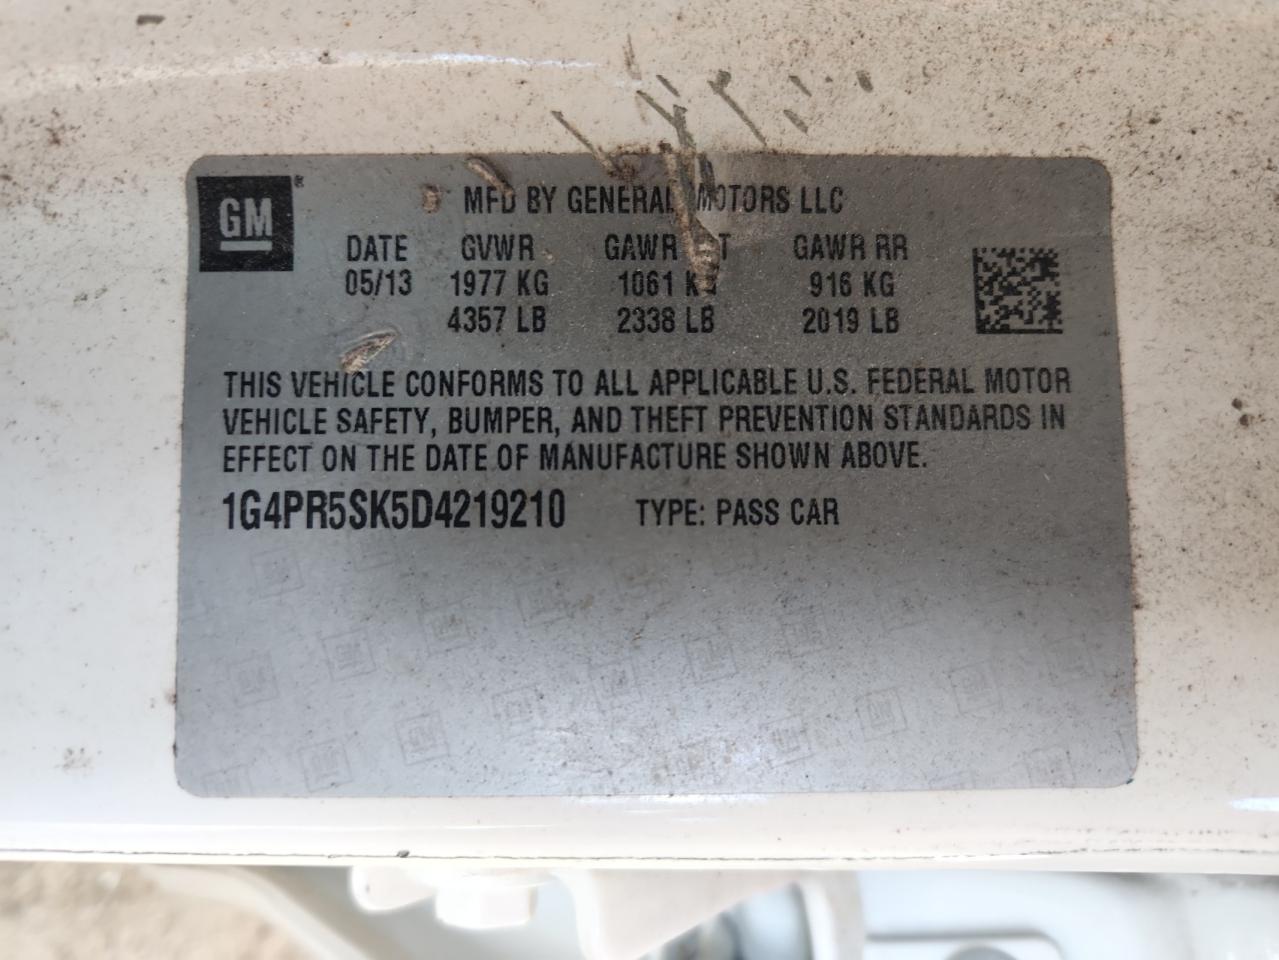 GM
MFD BY GENERAL MOTORS LLC
DATE GVWR GAWR RR
05/13 1977 KG 1061 KG 916 KG
4357 LB 2338 LB 2019 LB
THIS VEHICLE CONFORMS TO ALL APPLICABLE U.S. FEDERAL MOTOR
VEHICLE SAFETY, BUMPER, AND THEFT PREVENTION STANDARDS IN
EFFECT ON THE DATE OF MANUFACTURE SHOWN ABOVE.
1G4PR5SK5D4219210 TYPE: PASS CAR